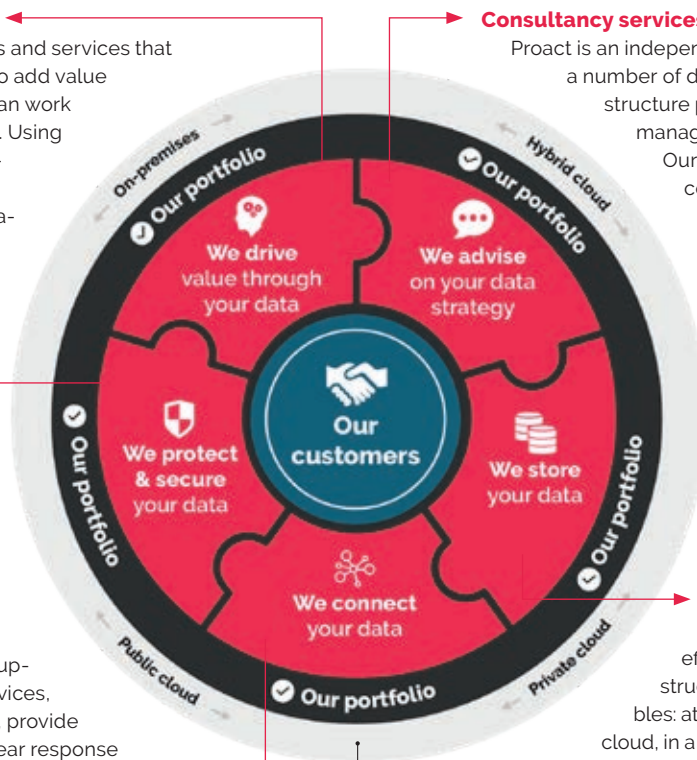 Consultancy services
s and services that
o add value
an work
. Using
a-
Proact is an indepen
a number of d
structure p
manag
Our
co
On-premises
Hybrid cloud
Our portfolio
Our portfolio
We drive
value through
your data
We advise
on your data
strategy
Our
customers
We protect
& secure
your data
We store
your data
We connect
your data
Our portfolio
Our portfolio
Our portfolio
Public cloud
Private cloud
up-
vices,
provide
ear response
ef
struc
bles: at
cloud, in a